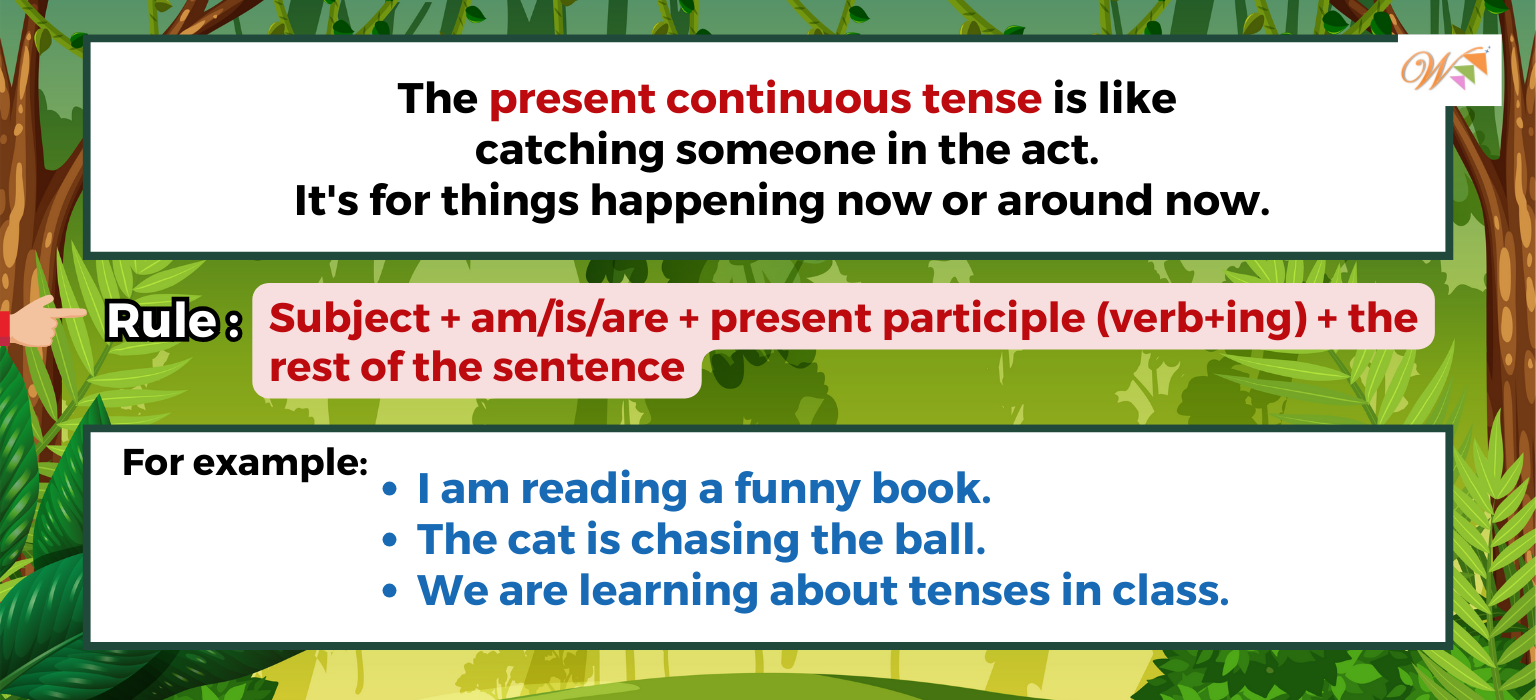 The present continuous tense is like
catching someone in the act.
It's for things happening now or around now.
Rule: Subject + am/is/are + present participle (verb+ing) + the
rest of the sentence
For example:
• I am reading a funny book.
• The cat is chasing the ball.
• We are learning about tenses in class.
W